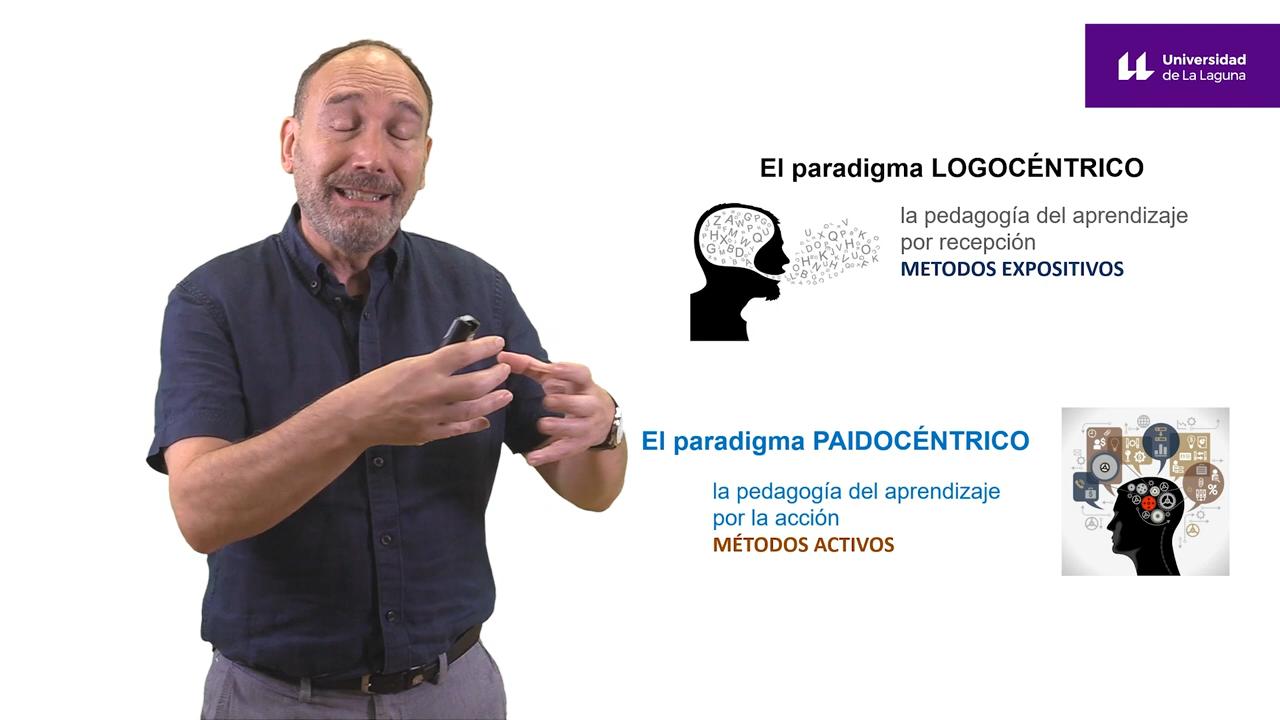 Universidad
de La Laguna
El paradigma LOGOCÉNTRICO
la pedagogía del aprendizaje
por recepción
METODOS EXPOSITIVOS
El paradigma PAIDOCÉNTRICO
la pedagogía del aprendizaje
por la acción
MÉTODOS ACTIVOS